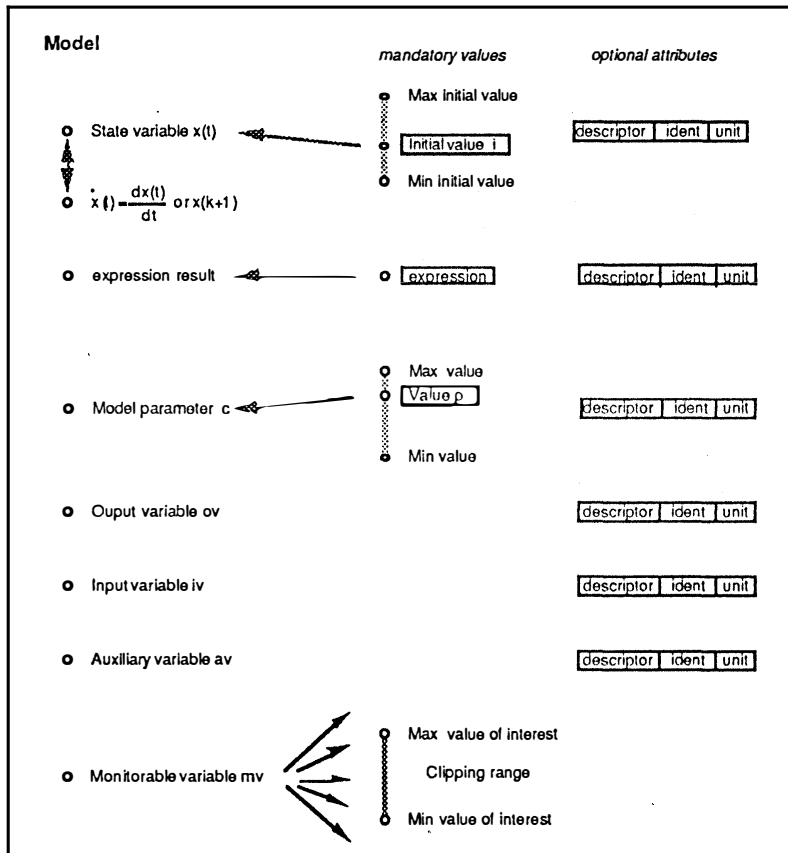 Model
mandatory values optional attributes
Max initial value
State variable x(t) Initial value i descriptor ident unit
Min initial value
ẋ(t) = dx(t)/dt or x(k+1)
expression result expression descriptor ident unit
Max value
Value p
Model parameter c descriptor ident unit
Min value
Ouput variable ov descriptor ident unit
Input variable iv descriptor ident unit
Auxiliary variable av descriptor ident unit
Max value of interest
Monitorable variable mv Clipping range
Min value of interest